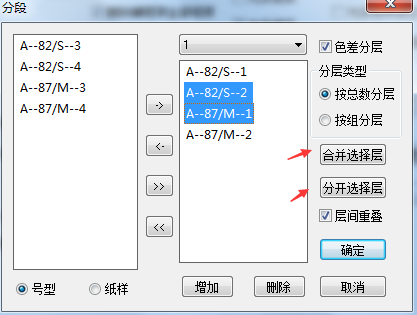 分段
A--82/S--3
A--82/S--4
A--87/M--3
A--87/M--4
->
<-
>>
<<
1
A--82/S--1
A--82/S--2
A--87/M--1
A--87/M--2
色差分层
分层类型
按总数分层
按组分层
合并选择层
分开选择层
层间重叠
确定
号型
纸样
增加
删除
取消